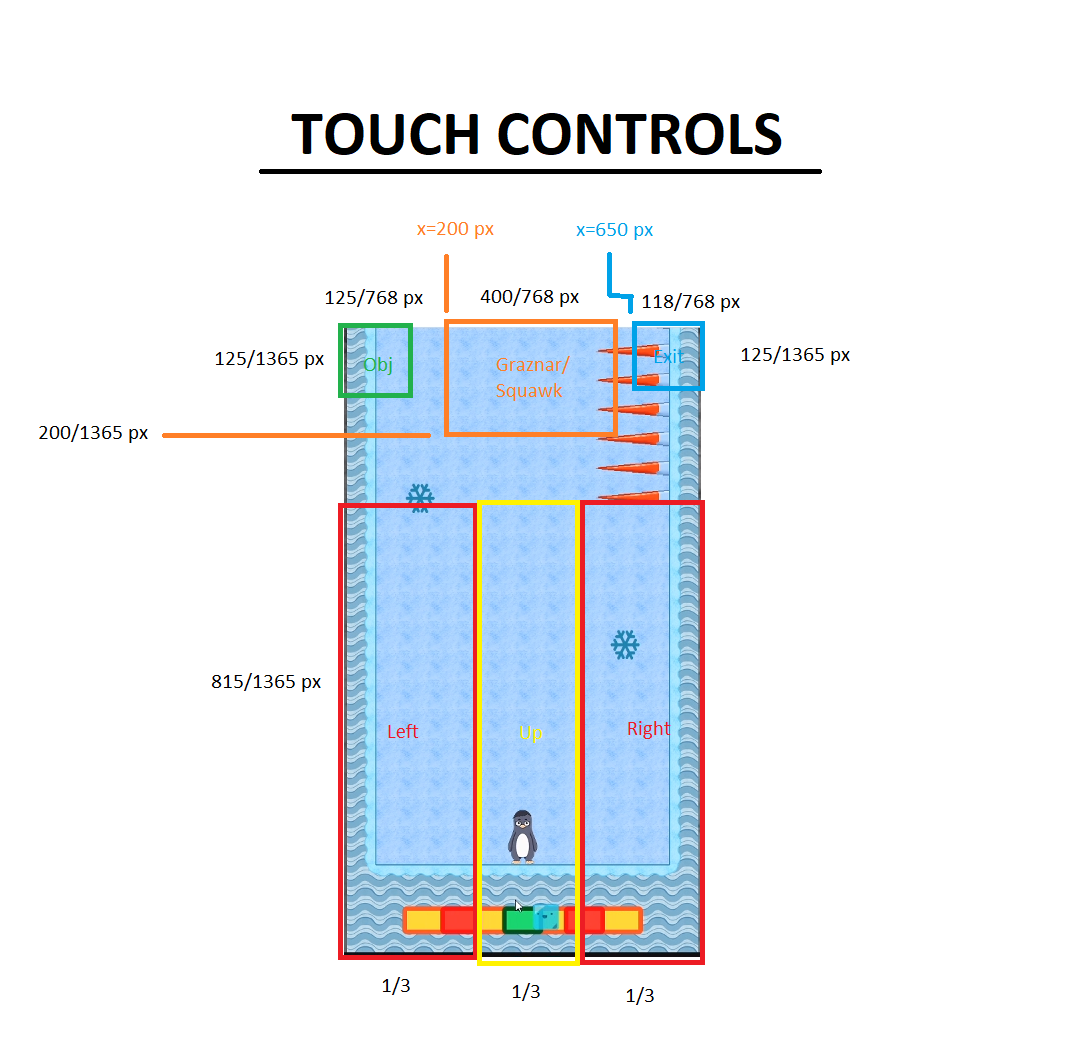 TOUCH CONTROLS
x=200 px
x=650 px
125/768 px
400/768 px
118/768 px
125/1365 px
Obj
Graznar/
Squawk
Exit
125/1365 px
200/1365 px
815/1365 px
Left
Up
Right
1/3
1/3
1/3